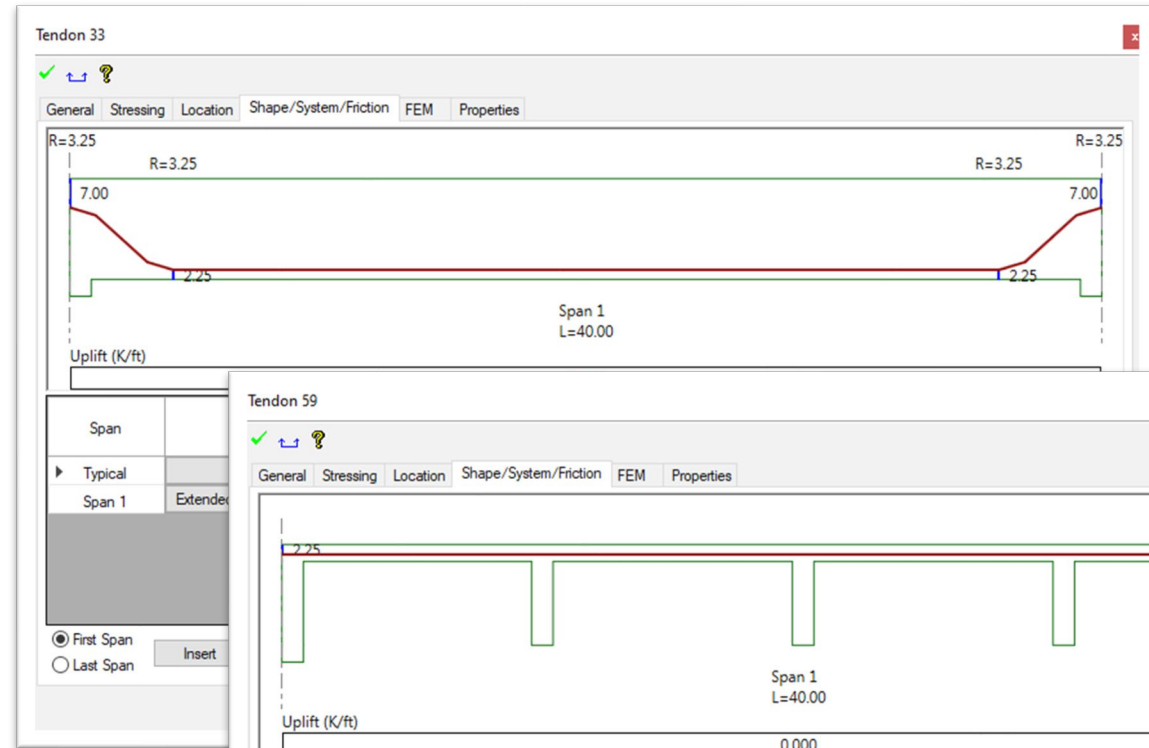 Tendon 33
x
?
General Stressing Location Shape/System/Friction FEM Properties
R=3.25 R=3.25
R=3.25 R=3.25
7.00 7.00
2.25 2.25
Span 1
L=40.00
Uplift (K/ft)
Span
Typical
Span 1
First Span
Last Span
Insert
Tendon 59
?
General Stressing Location Shape/System/Friction FEM Properties
2.25
Span 1
L=40.00
Uplift (K/ft)
0.000